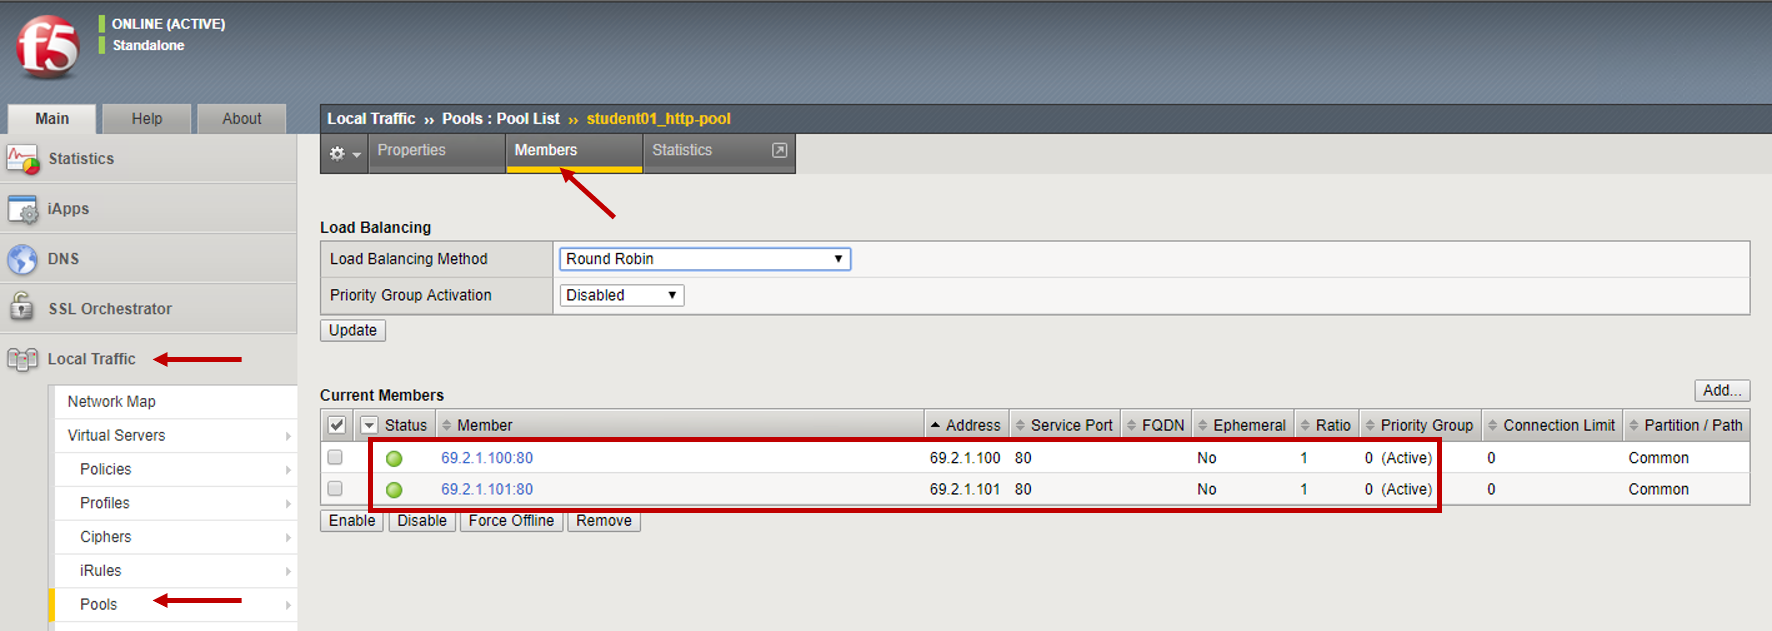 f5
ONLINE (ACTIVE)
Standalone
Main Help About
Local Traffic ›› Pools : Pool List ›› student01_http-pool
Properties Members Statistics
Statistics
iApps
DNS
SSL Orchestrator
Local Traffic
Network Map
Virtual Servers
Policies
Profiles
Ciphers
iRules
Pools
Load Balancing
Load Balancing Method Round Robin
Priority Group Activation Disabled
Update
Current Members Add...
Status Member Address Service Port FQDN Ephemeral Ratio Priority Group Connection Limit Partition / Path
69.2.1.100:80 69.2.1.100 80 No 1 0 (Active) 0 Common
69.2.1.101:80 69.2.1.101 80 No 1 0 (Active) 0 Common
Enable Disable Force Offline Remove